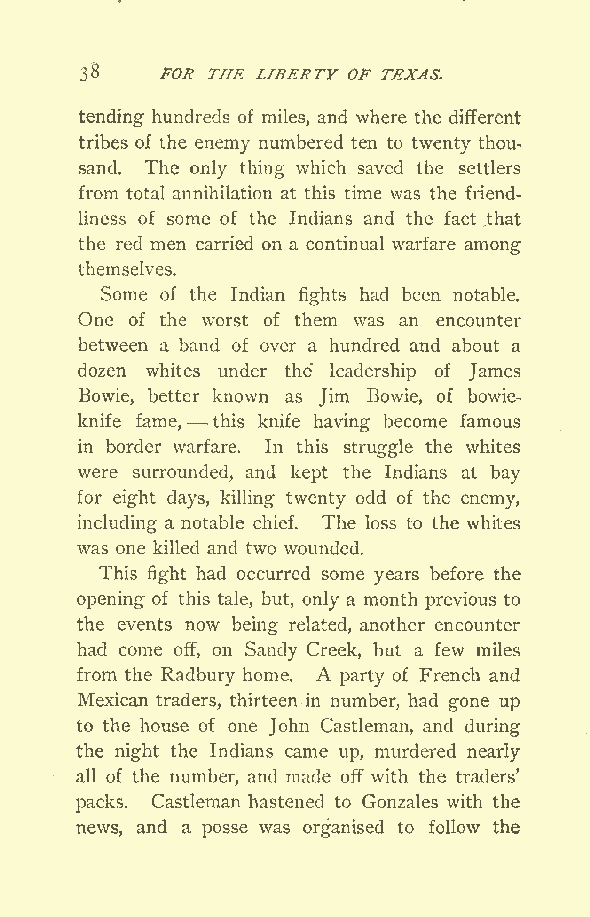 38 FOR THE LIBERTY OF TEXAS.
tending hundreds of miles, and where the different
tribes of the enemy numbered ten to twenty thou-
sand. The only thing which saved the settlers
from total annihilation at this time was the friend-
liness of some of the Indians and the fact that
the red men carried on a continual warfare among
themselves.
Some of the Indian fights had been notable.
One of the worst of them was an encounter
between a band of over a hundred and about a
dozen whites under the leadership of James
Bowie, better known as Jim Bowie, of bowie-
knife fame, — this knife having become famous
in border warfare. In this struggle the whites
were surrounded, and kept the Indians at bay
for eight days, killing twenty odd of the enemy,
including a notable chief. The loss to the whites
was one killed and two wounded.
This fight had occurred some years before the
opening of this tale, but, only a month previous to
the events now being related, another encounter
had come off, on Sandy Creek, but a few miles
from the Radbury home. A party of French and
Mexican traders, thirteen in number, had gone up
to the house of one John Castleman, and during
the night the Indians came up, murdered nearly
all of the number, and made off with the traders'
packs. Castleman hastened to Gonzales with the
news, and a posse was organised to follow the